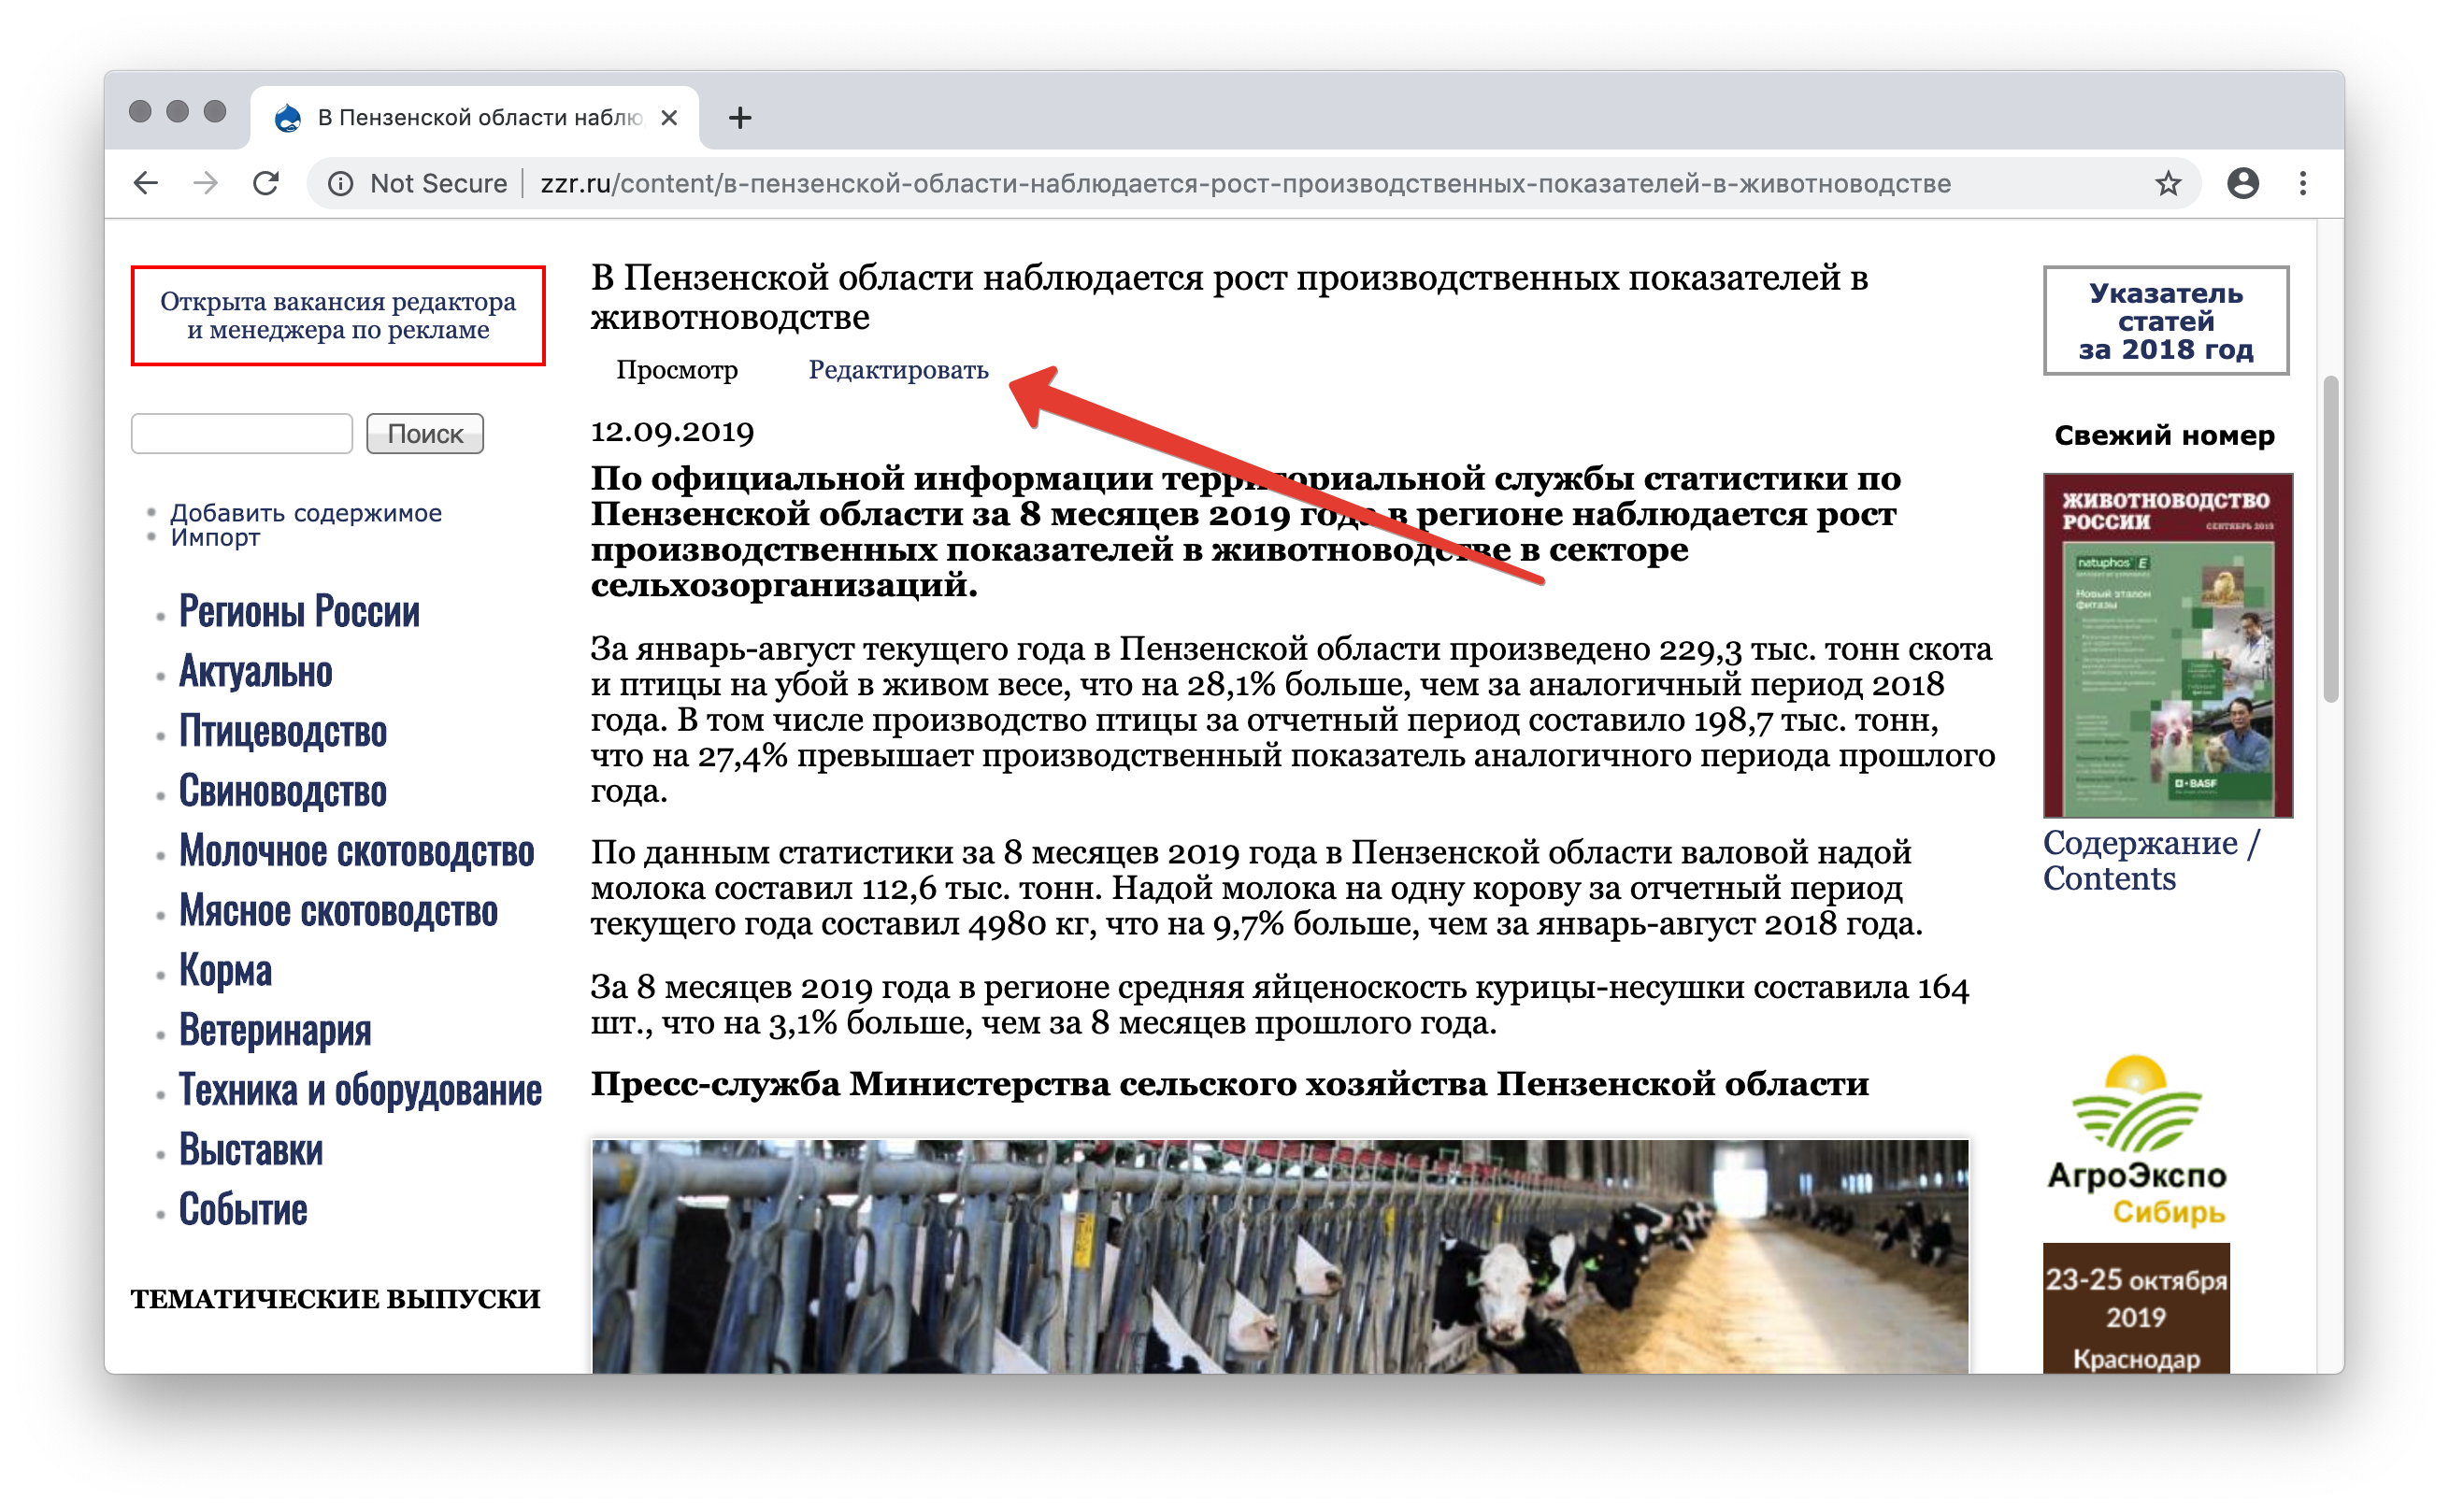 В Пензенской области наблю
Not Secure
zzr.ru/content/в-пензенской-области-наблюдается-рост-производственных-показателей-в-животноводстве
Открыта вакансия редактора
и менеджера по рекламе
Поиск
Добавить содержимое
Импорт
Регионы России
Актуально
Птицеводство
Свиноводство
Молочное скотоводство
Мясное скотоводство
Корма
Ветеринария
Техника и оборудование
Выставки
Событие
ТЕМАТИЧЕСКИЕ ВЫПУСКИ
В Пензенской области наблюдается рост производственных показателей в
животноводстве
Просмотр
Редактировать
12.09.2019
По официальной информации территориальной службы статистики по
Пензенской области за 8 месяцев 2019 года в регионе наблюдается рост
производственных показателей в животноводстве в секторе
сельхозорганизаций.
За январь-август текущего года в Пензенской области произведено 229,3 тыс. тонн скота
и птицы на убой в живом весе, что на 28,1% больше, чем за аналогичный период 2018
года. В том числе производство птицы за отчетный период составило 198,7 тыс. тонн,
что на 27,4% превышает производственный показатель аналогичного периода прошлого
года.
По данным статистики за 8 месяцев 2019 года в Пензенской области валовой надой
молока составил 112,6 тыс. тонн. Надой молока на одну корову за отчетный период
текущего года составил 4980 кг, что на 9,7% больше, чем за январь-август 2018 года.
За 8 месяцев 2019 года в регионе средняя яйценоскость курицы-несушки составила 164
шт., что на 3,1% больше, чем за 8 месяцев прошлого года.
Пресс-служба Министерства сельского хозяйства Пензенской области
Указатель
статей
за 2018 год
Свежий номер
ЖИВОТНОВОДСТВО
РОССИИ
СЕНТЯБРЬ 2019
natuphos E
Новый эталон
фитазы
BASF
Содержание /
Contents
АгроЭкспо
Сибирь
23-25 октября
2019
Краснодар